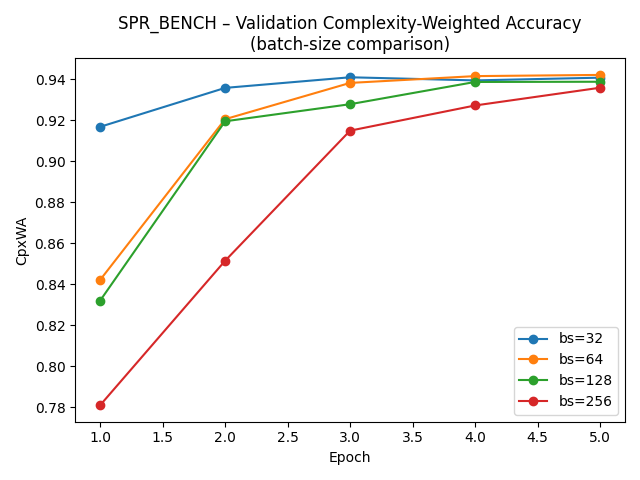 SPR_BENCH – Validation Complexity-Weighted Accuracy
(batch-size comparison)
CpxWA
0.94
0.92
0.90
0.88
0.86
0.84
0.82
0.80
0.78
1.0 1.5 2.0 2.5 3.0 3.5 4.0 4.5 5.0
Epoch
bs=32
bs=64
bs=128
bs=256